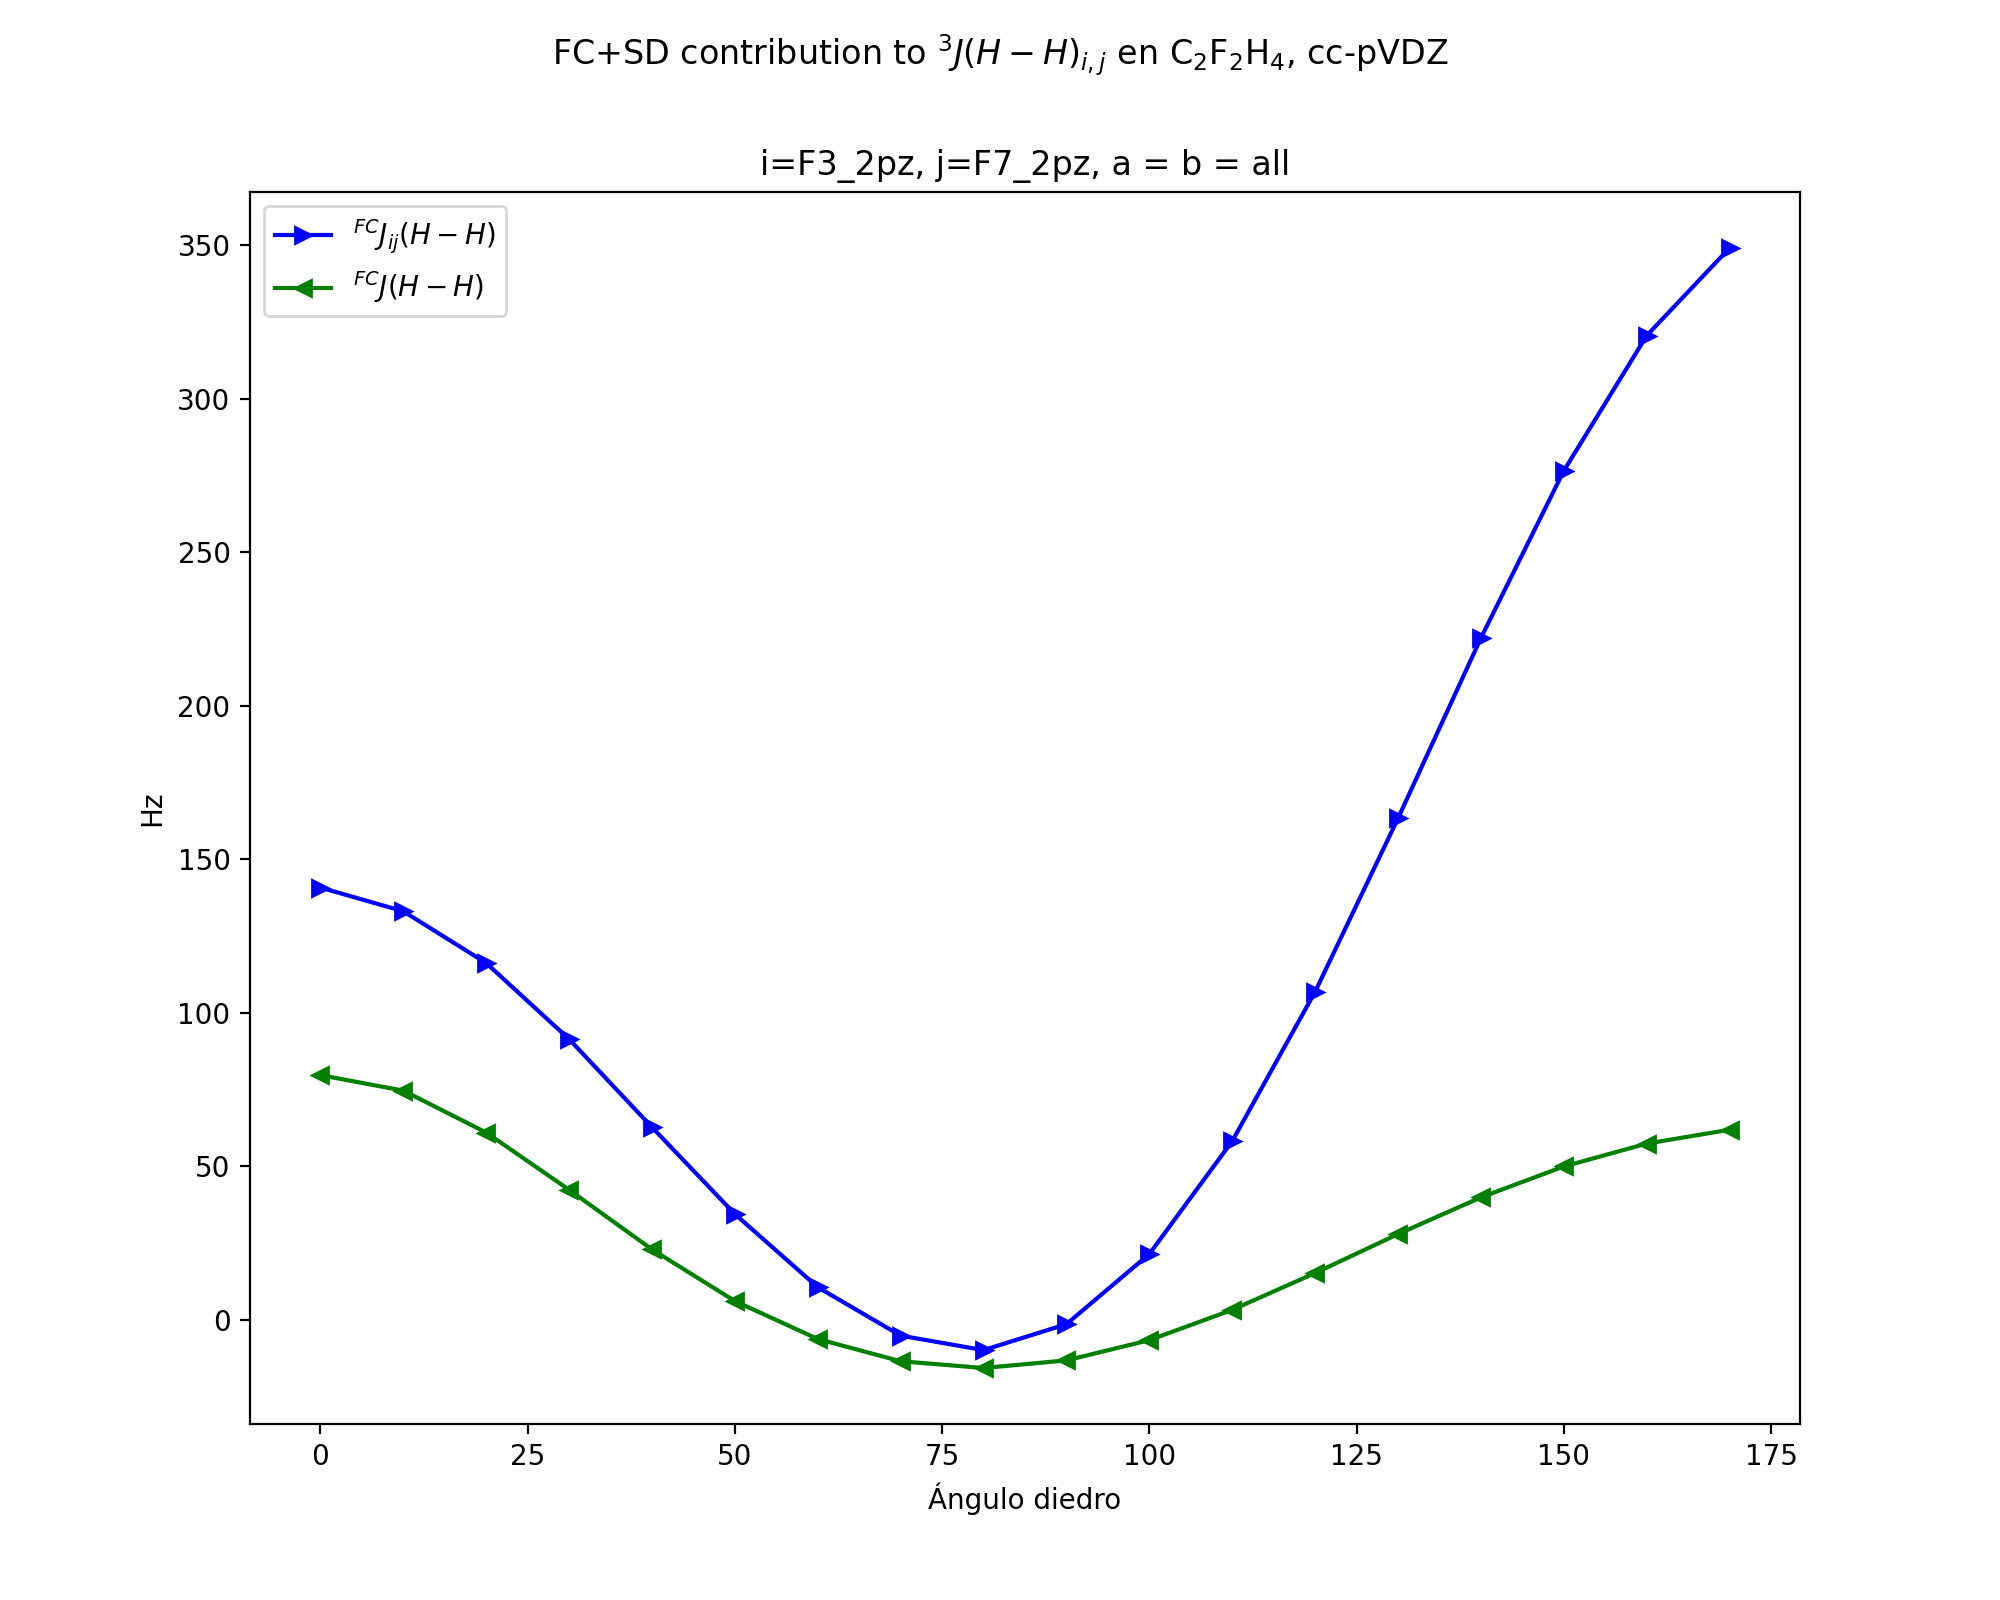 FC+SD contribution to ³J(H − H)ᵢ,ⱼ en C₂F₂H₄, cc-pVDZ
i=F3_2pz, j=F7_2pz, a = b = all
ᶠᶜJᵢⱼ(H − H)
ᶠᶜJ(H − H)
350
300
250
200
150
100
50
0
Hz
0 25 50 75 100 125 150 175
Ángulo diedro